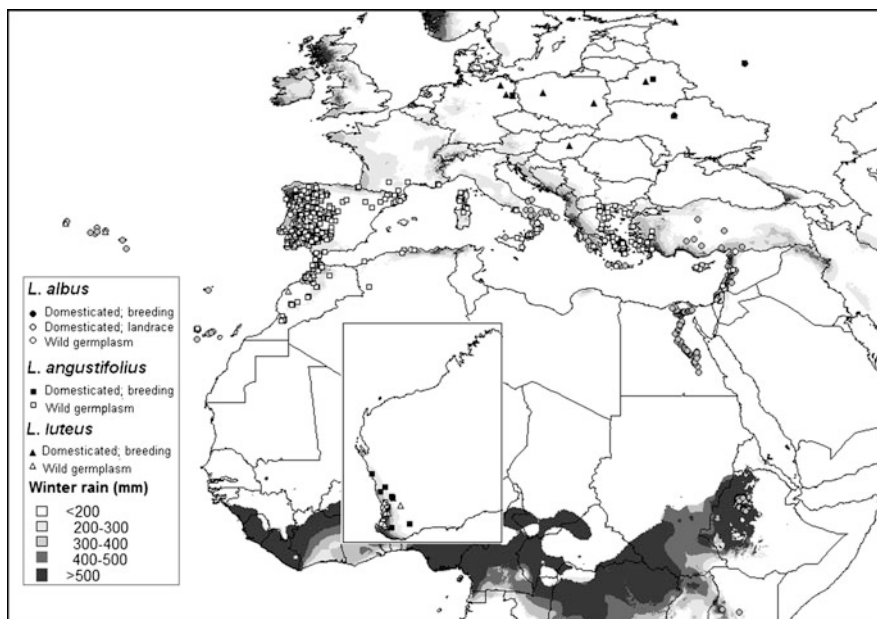 L. albus
Domesticated; breeding
Domesticated; landrace
Wild germplasm
L. angustifolius
Domesticated; breeding
Wild germplasm
L. luteus
Domesticated; breeding
Wild germplasm
Winter rain (mm)
<200
200-300
300-400
400-500
>500